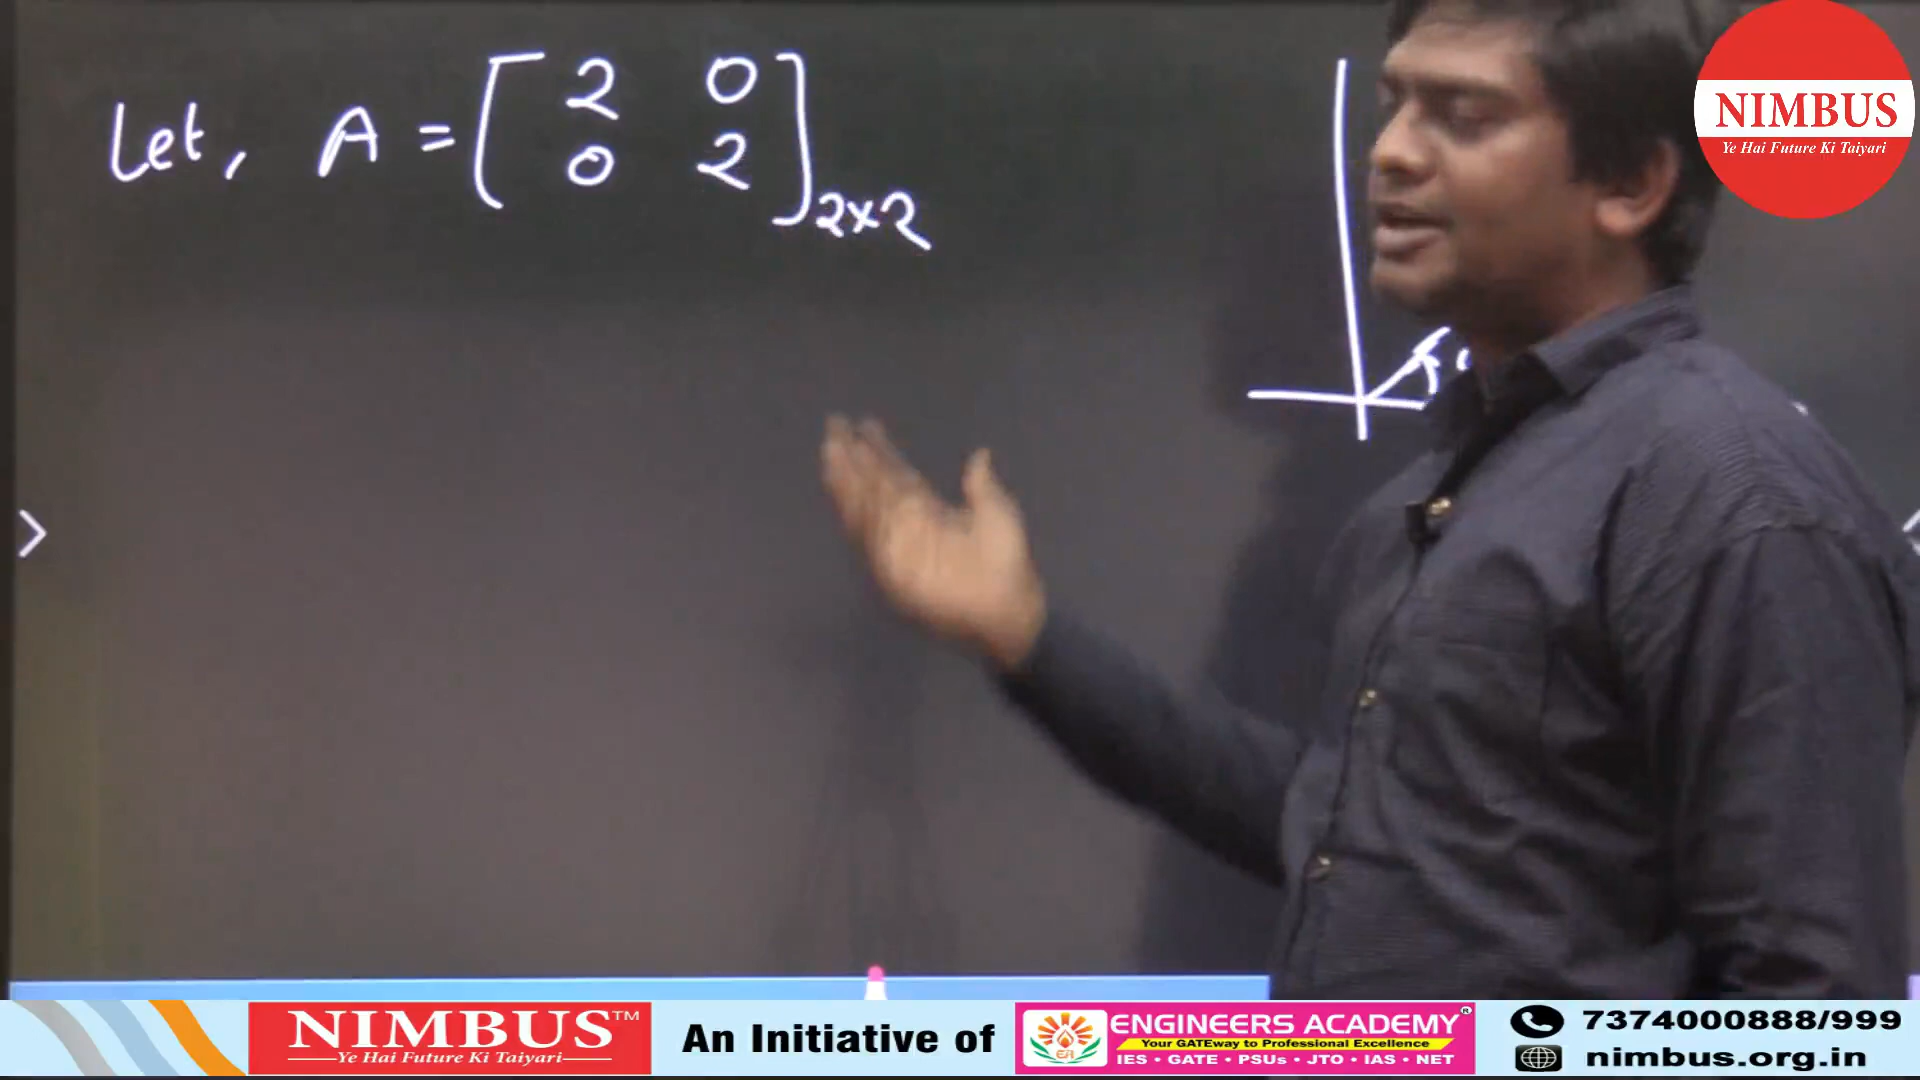 Let, A = [ 2 0
0 2 ]2×2
NIMBUS
Ye Hai Future Ki Taiyari
NIMBUS™
Ye Hai Future Ki Taiyari
An Initiative of
ENGINEERS ACADEMY®
Your GATEway to Professional Excellence
IES • GATE • PSUs • JTO • IAS • NET
7374000888/999
nimbus.org.in